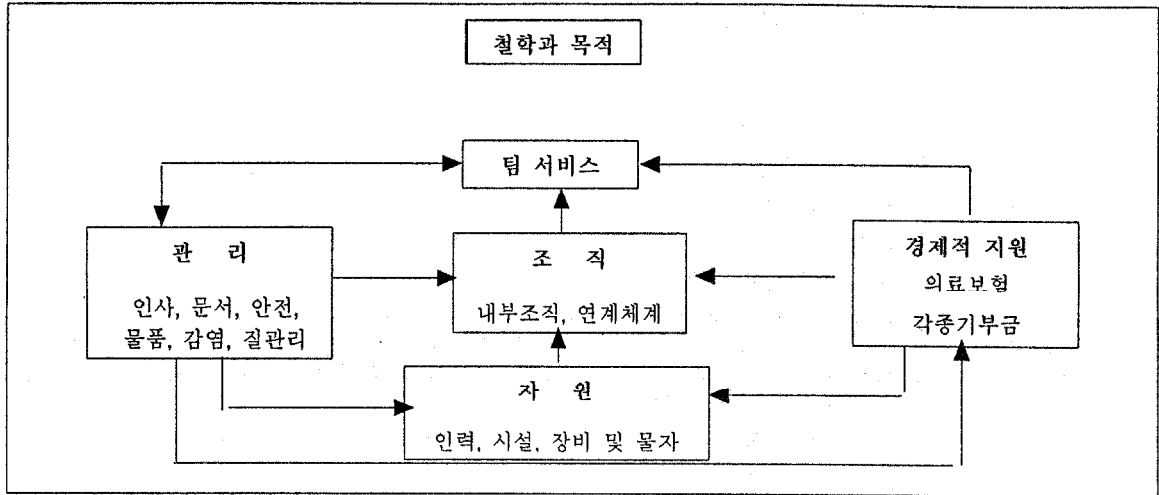 철학과 목적
팀 서비스
관 리
인사, 문서, 안전,
물품, 감염, 질관리
조 직
내부조직, 연계체계
경제적 지원
의료보험
각종기부금
자 원
인력, 시설, 장비 및 물자